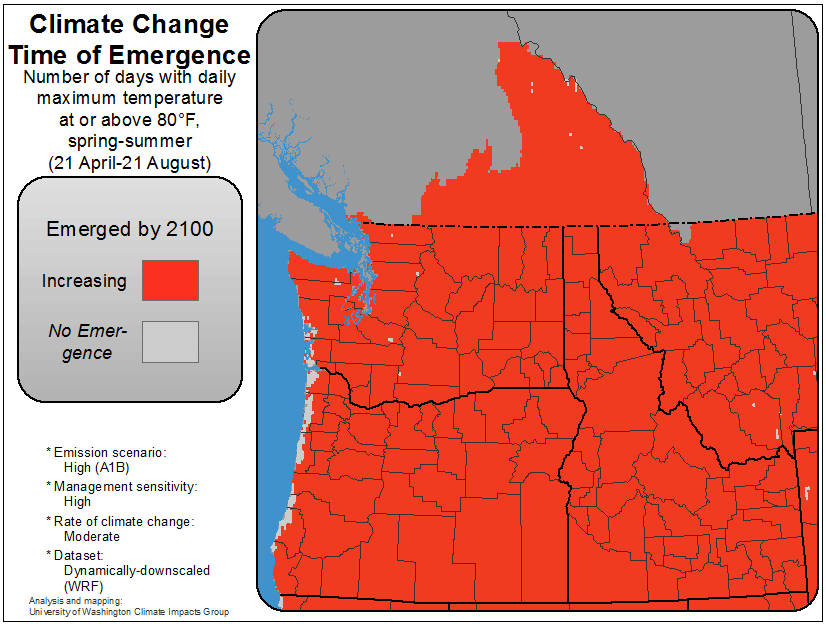 Climate Change
Time of Emergence
Number of days with daily
maximum temperature
at or above 80°F,
spring-summer
(21 April-21 August)
Emerged by 2100
Increasing
No Emer-
gence
* Emission scenario:
High (A1B)
* Management sensitivity:
High
* Rate of climate change:
Moderate
* Dataset:
Dynamically-downscaled
(WRF)
Analysis and mapping:
University of Washington Climate Impacts Group